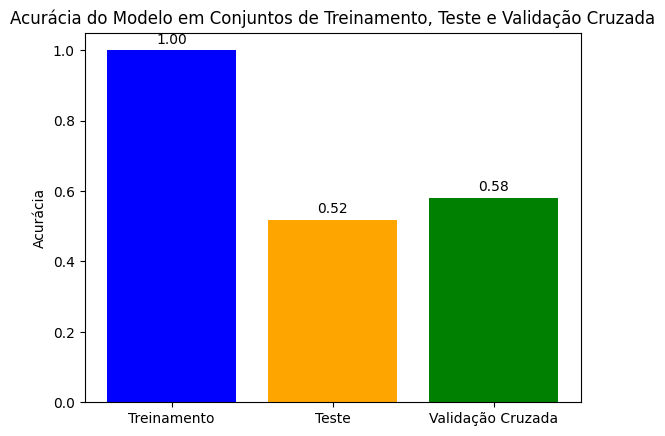 Acurácia do Modelo em Conjuntos de Treinamento, Teste e Validação Cruzada
1.0
0.8
0.6
0.4
0.2
0.0
Acurácia
1.00
0.52
0.58
Treinamento
Teste
Validação Cruzada